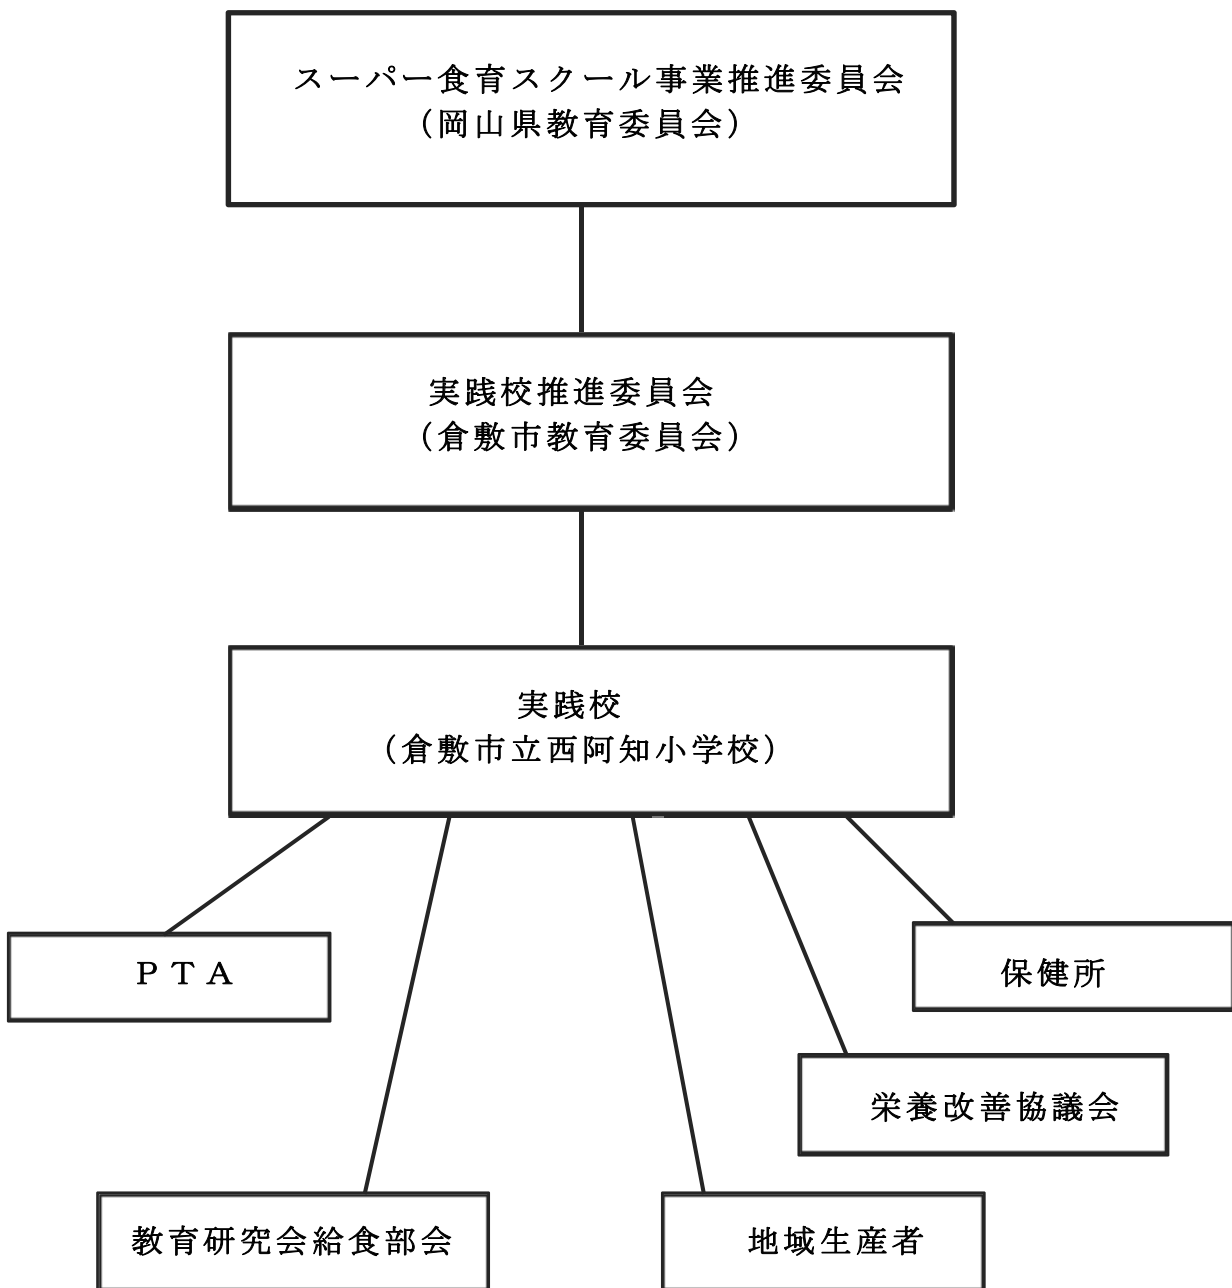 スーパー食育スクール事業推進委員会
（岡山県教育委員会）
実践校推進委員会
（倉敷市教育委員会）
実践校
（倉敷市立西阿知小学校）
ＰＴＡ
保健所
栄養改善協議会
教育研究会給食部会
地域生産者